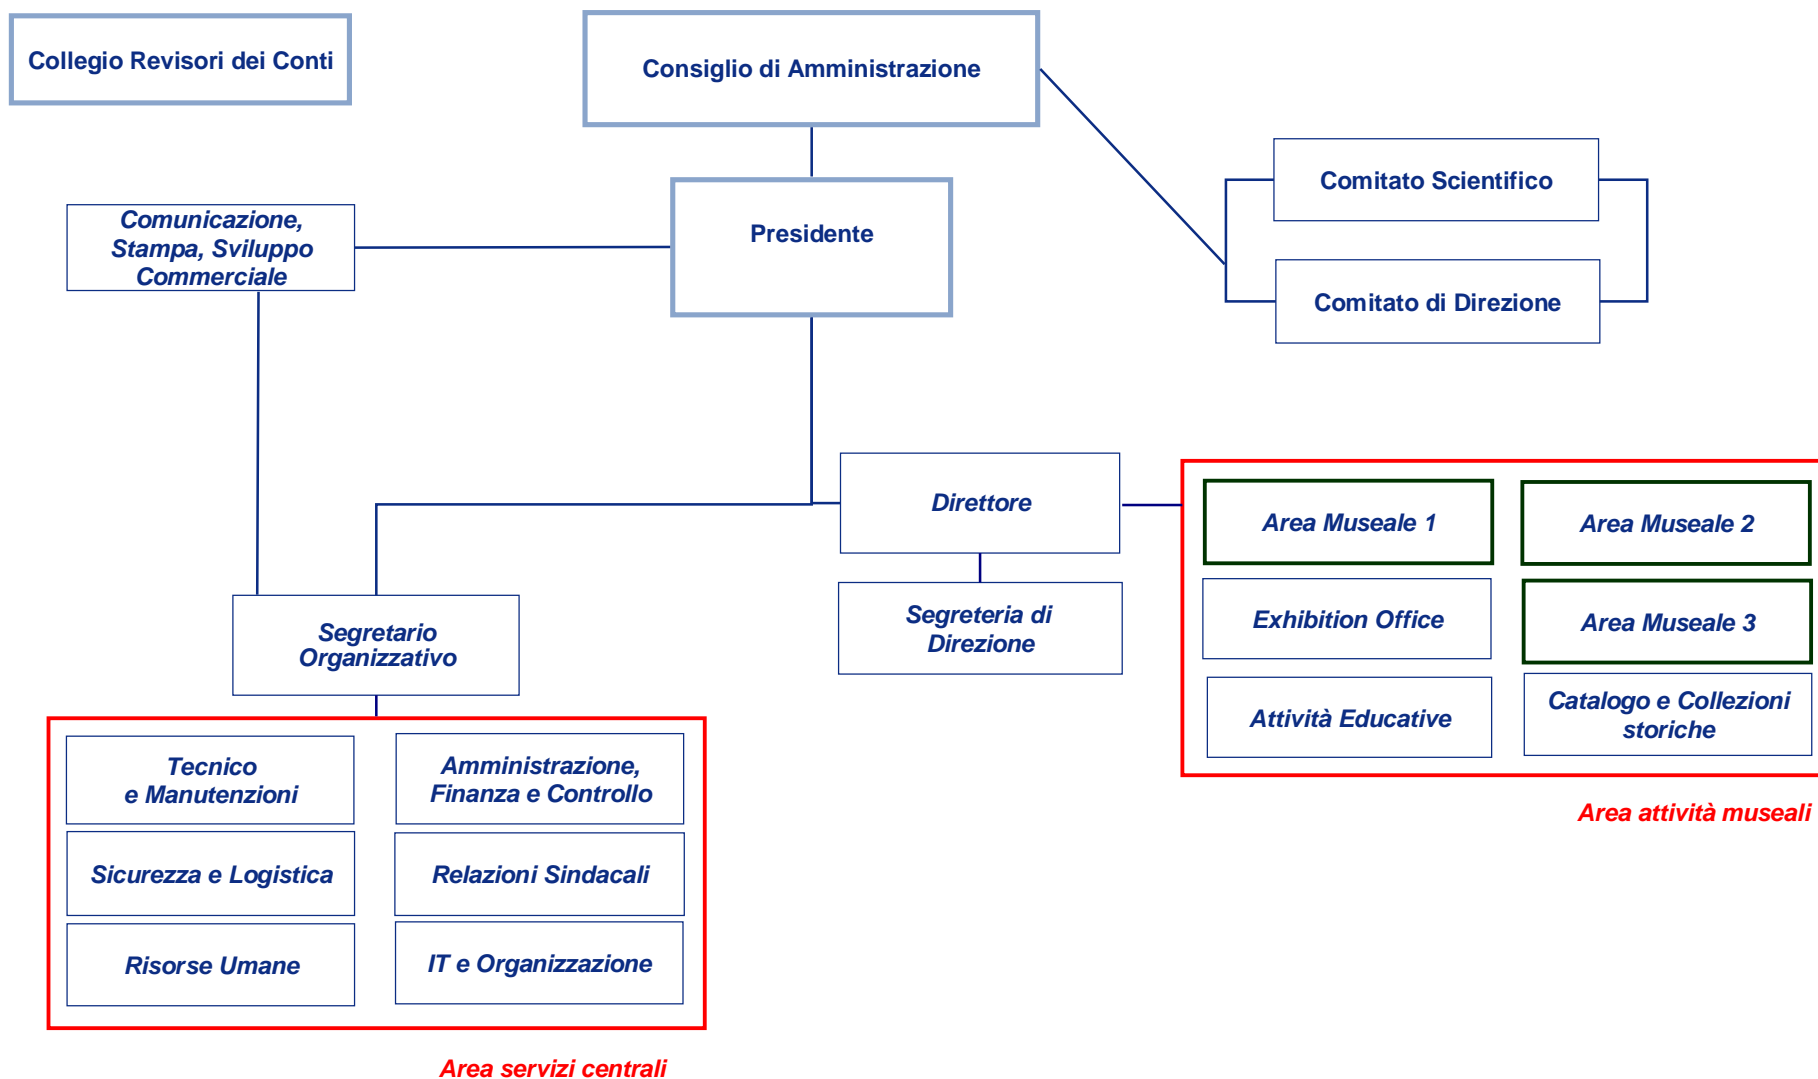 Collegio Revisori dei Conti
Consiglio di Amministrazione
Comitato Scientifico
Comunicazione,
Stampa, Sviluppo
Commerciale
Presidente
Comitato di Direzione
Direttore
Area Museale 1
Area Museale 2
Segreteria di
Direzione
Exhibition Office
Area Museale 3
Segretario
Organizzativo
Attività Educative
Catalogo e Collezioni
storiche
Tecnico
e Manutenzioni
Amministrazione,
Finanza e Controllo
Area attività museali
Sicurezza e Logistica
Relazioni Sindacali
Risorse Umane
IT e Organizzazione
Area servizi centrali